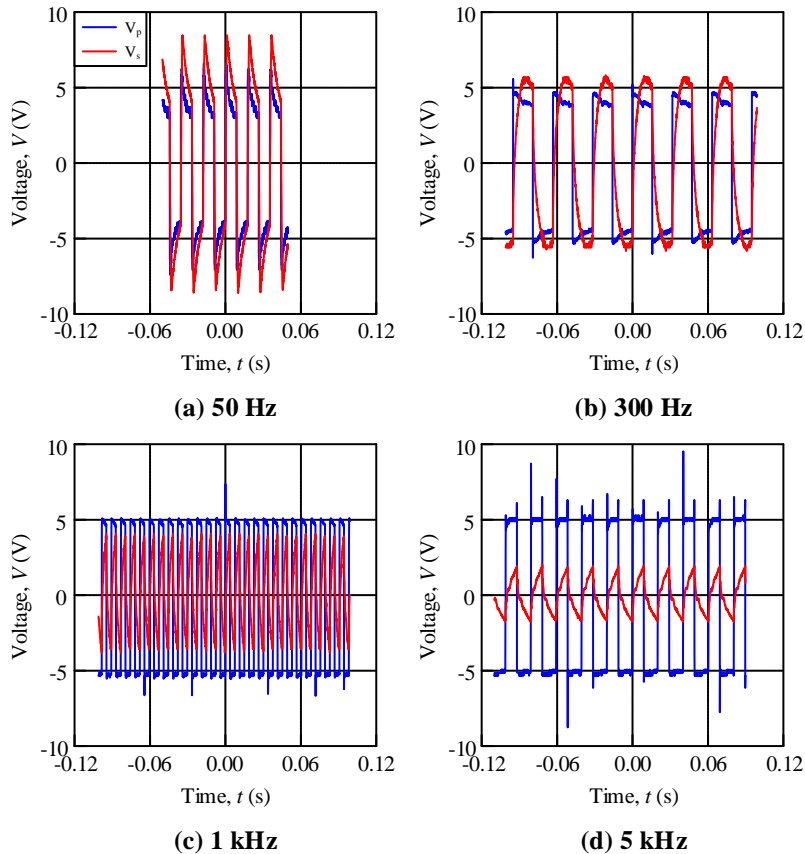 V_p
V_s
10
5
0
-5
-10
-0.12 -0.06 0.00 0.06 0.12
Voltage, V (V)
Time, t (s)
(a) 50 Hz
10
5
0
-5
-10
-0.12 -0.06 0.00 0.06 0.12
Voltage, V (V)
Time, t (s)
(b) 300 Hz
10
5
0
-5
-10
-0.12 -0.06 0.00 0.06 0.12
Voltage, V (V)
Time, t (s)
(c) 1 kHz
10
5
0
-5
-10
-0.12 -0.06 0.00 0.06 0.12
Voltage, V (V)
Time, t (s)
(d) 5 kHz